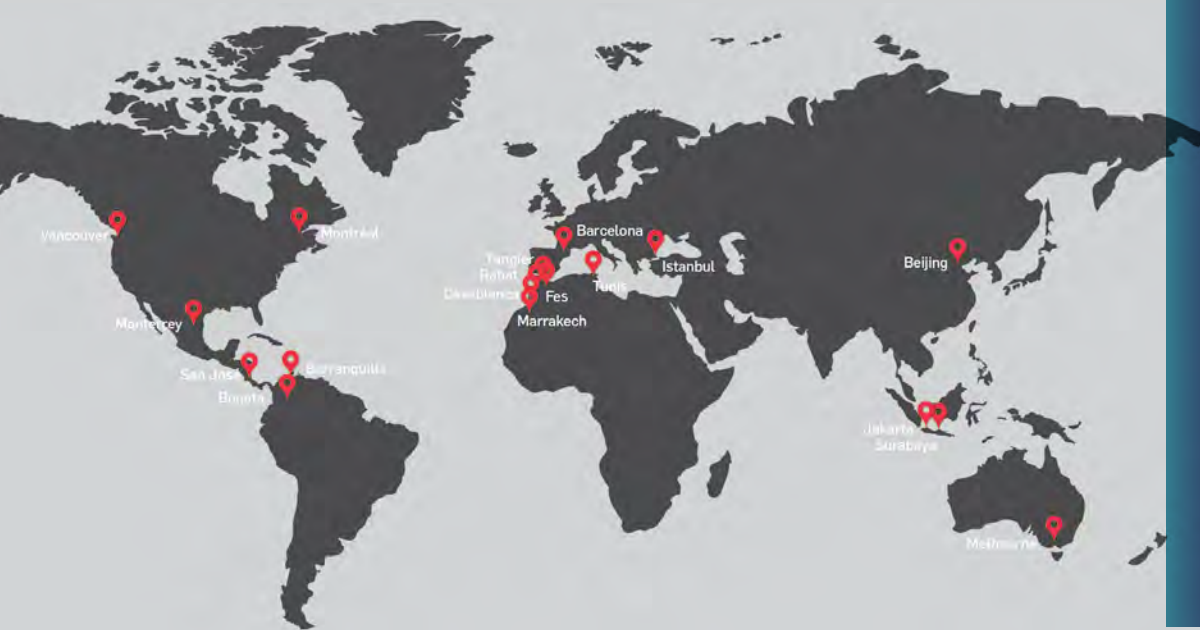 Vancouver
Montréal
Barcelona
Tangier
Istanbul
Beijing
Rabat
Tunis
Casablanca
Fes
Marrakech
Monterrey
San José
Barranquilla
Bogota
Jakarta
Surabaya
Melbourne